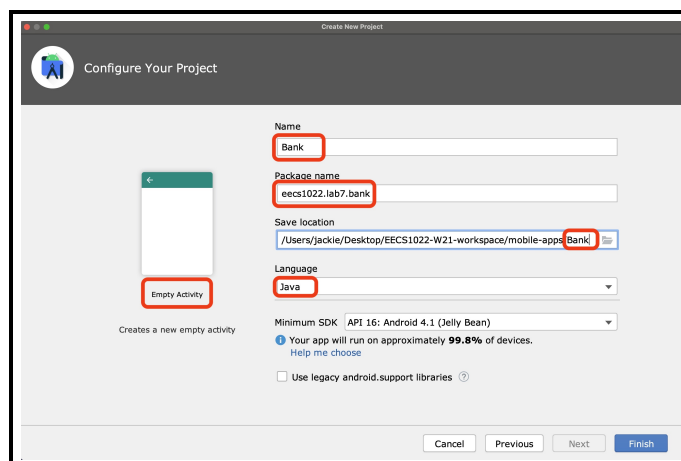 Create New Project
Configure Your Project
Name
Bank
Package name
eecs1022.lab7.bank
Save location
/Users/jackie/Desktop/EECS1022-W21-workspace/mobile-apps/Bank
Language
Java
Empty Activity
Creates a new empty activity
Minimum SDK API 16: Android 4.1 (Jelly Bean)
Your app will run on approximately 99.8% of devices.
Help me choose
Use legacy android.support libraries ?
Cancel Previous Next Finish